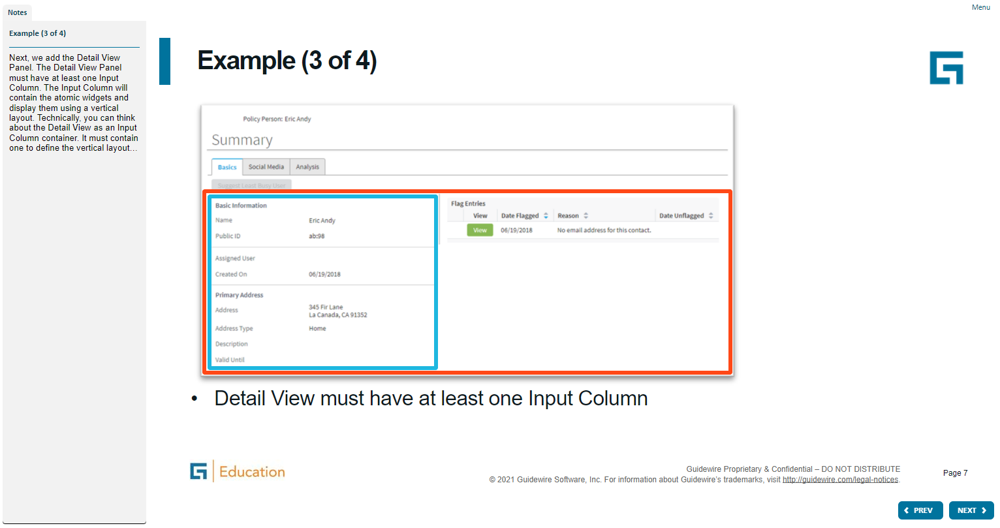 Notes
Menu
Example (3 of 4)
Next, we add the Detail View
Panel. The Detail View Panel
must have at least one Input
Column. The Input Column will
contain the atomic widgets and
display them using a vertical
layout. Technically, you can think
about the Detail View as an Input
Column container. It must contain
one to define the vertical layout…
Example (3 of 4)
Policy Person: Eric Andy
Summary
Basics Social Media Analysis
Suggest Least Busy User
Basic Information
Name Eric Andy
Public ID ab:98
Assigned User
Created On 06/19/2018
Primary Address
Address 345 Fir Lane
La Canada, CA 91352
Address Type Home
Description
Valid Until
Flag Entries
View Date Flagged Reason Date Unflagged
View 06/19/2018 No email address for this contact.
• Detail View must have at least one Input Column
Education
Guidewire Proprietary & Confidential – DO NOT DISTRIBUTE
© 2021 Guidewire Software, Inc. For information about Guidewire's trademarks, visit http://guidewire.com/legal-notices.
Page 7
PREV NEXT